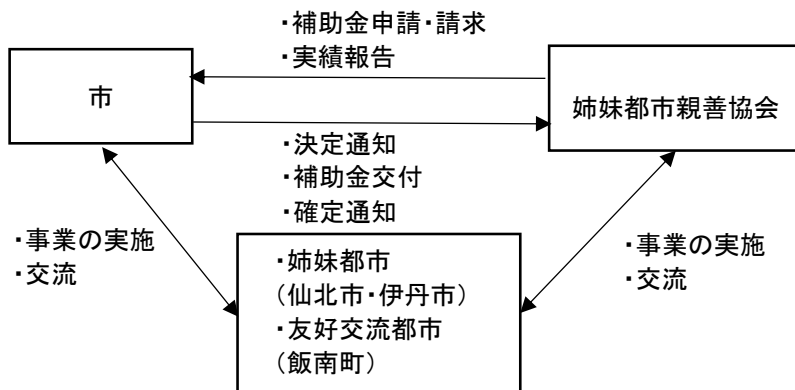 ・補助金申請・請求
・実績報告
市
姉妹都市親善協会
・決定通知
・補助金交付
・確定通知
・事業の実施
・交流
・姉妹都市
(仙北市・伊丹市)
・友好交流都市
(飯南町)
・事業の実施
・交流